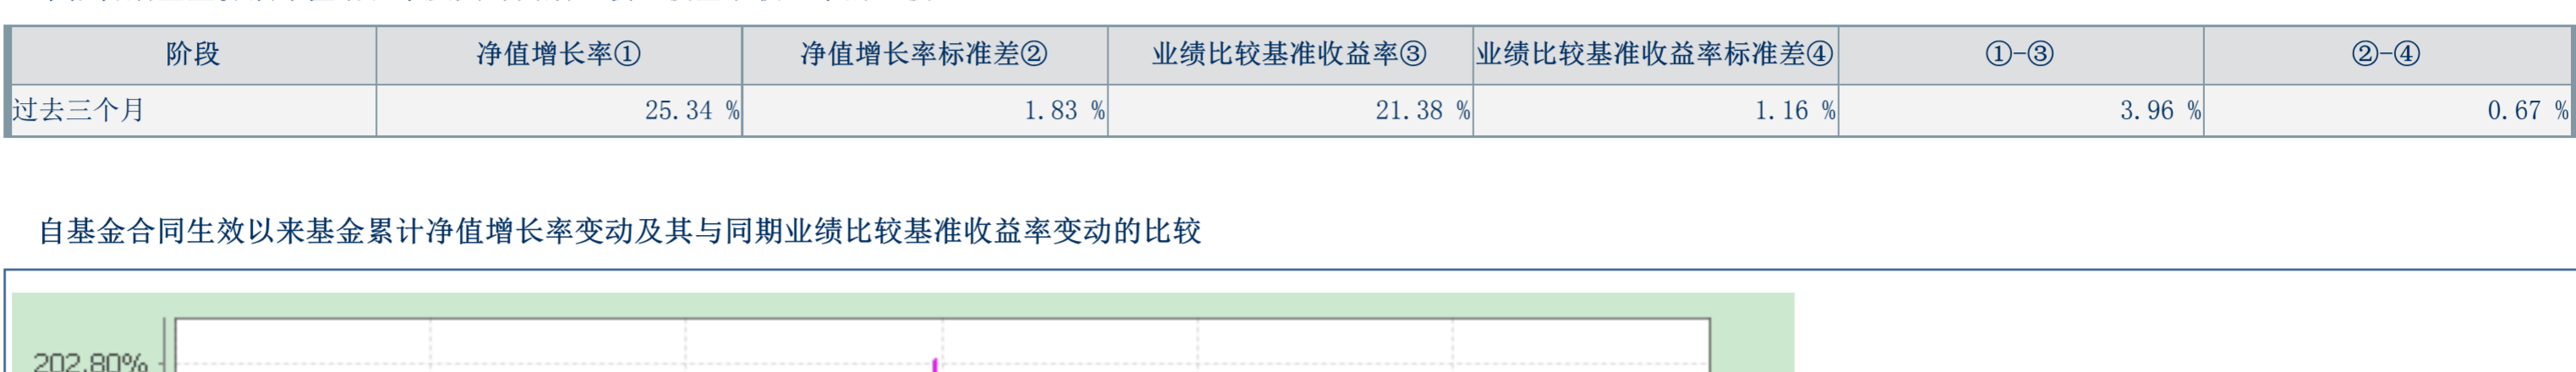 阶段 净值增长率① 净值增长率标准差② 业绩比较基准收益率③ 业绩比较基准收益率标准差④ ①-③ ②-④
过去三个月 25.34 % 1.83 % 21.38 % 1.16 % 3.96 % 0.67 %
自基金合同生效以来基金累计净值增长率变动及其与同期业绩比较基准收益率变动的比较
202.80%